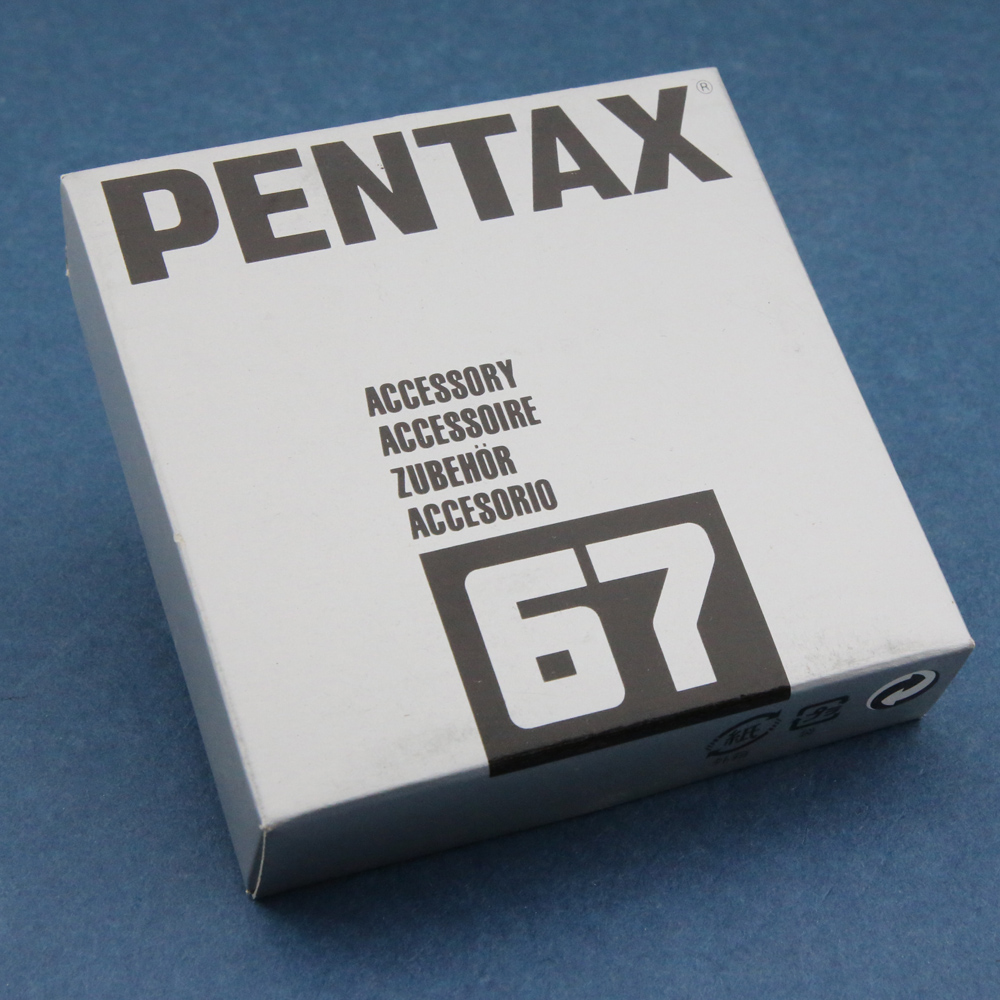 PENTAX®
ACCESSORY
ACCESSOIRE
ZUBEHÖR
ACCESORIO
67